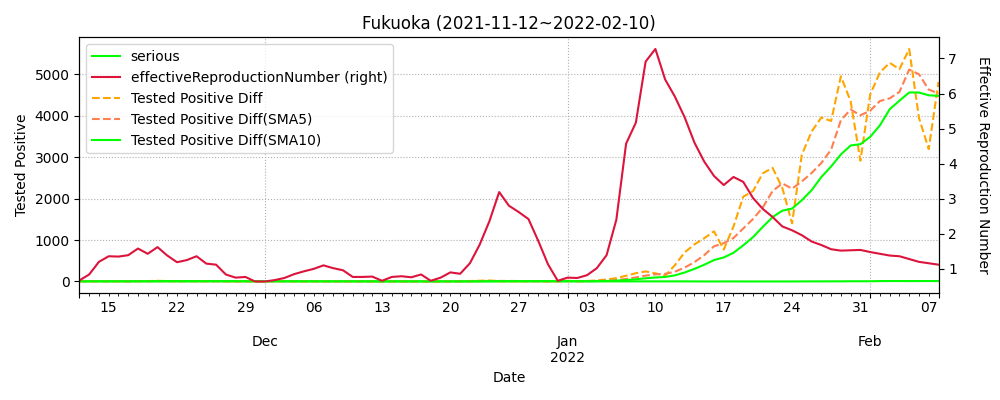 Fukuoka (2021-11-12~2022-02-10)
serious
effectiveReproductionNumber (right)
Tested Positive Diff
Tested Positive Diff(SMA5)
Tested Positive Diff(SMA10)
Tested Positive
5000
4000
3000
2000
1000
0
Effective Reproduction Number
7
6
5
4
3
2
1
15 22 29 06 13 20 27 03 10 17 24 31 07
Dec Jan Feb
2022
Date